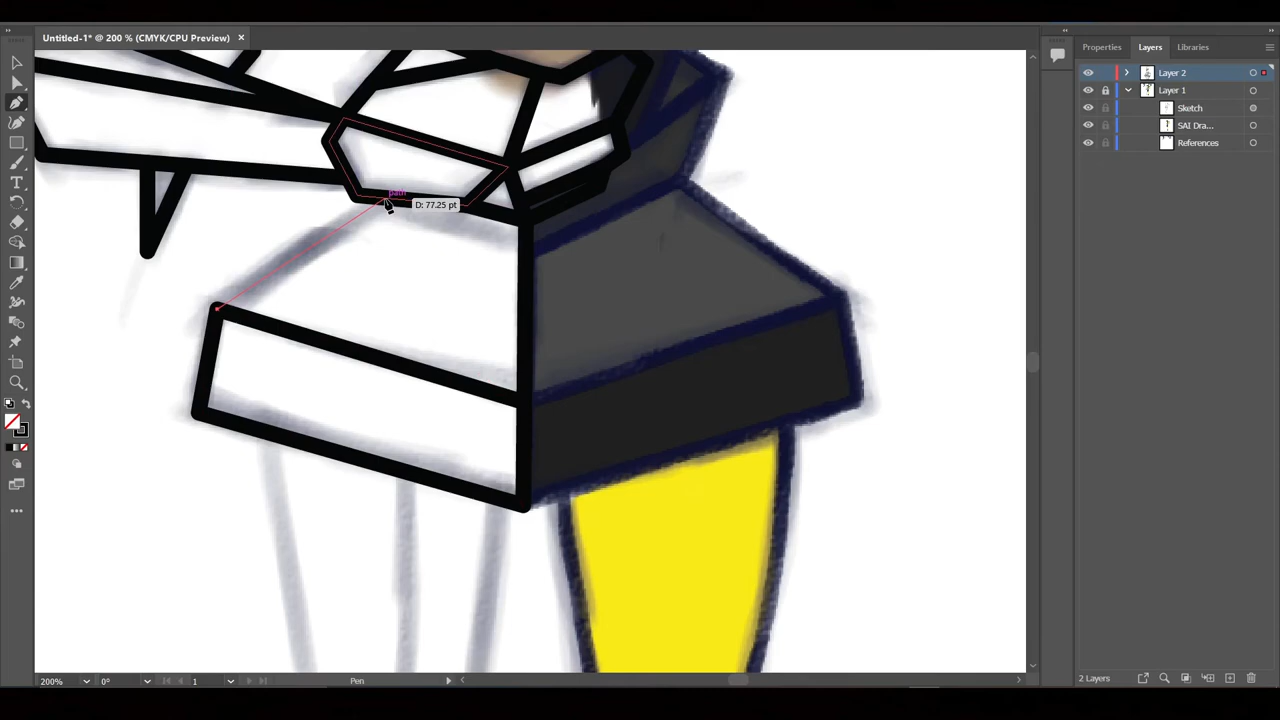 Untitled-1* @ 200 % (CMYK/CPU Preview)
Properties
Layers
Libraries
Layer 2
Layer 1
Sketch
SAI Dra...
References
path
D: 77.25 pt
200%
0°
1
Pen
2 Layers